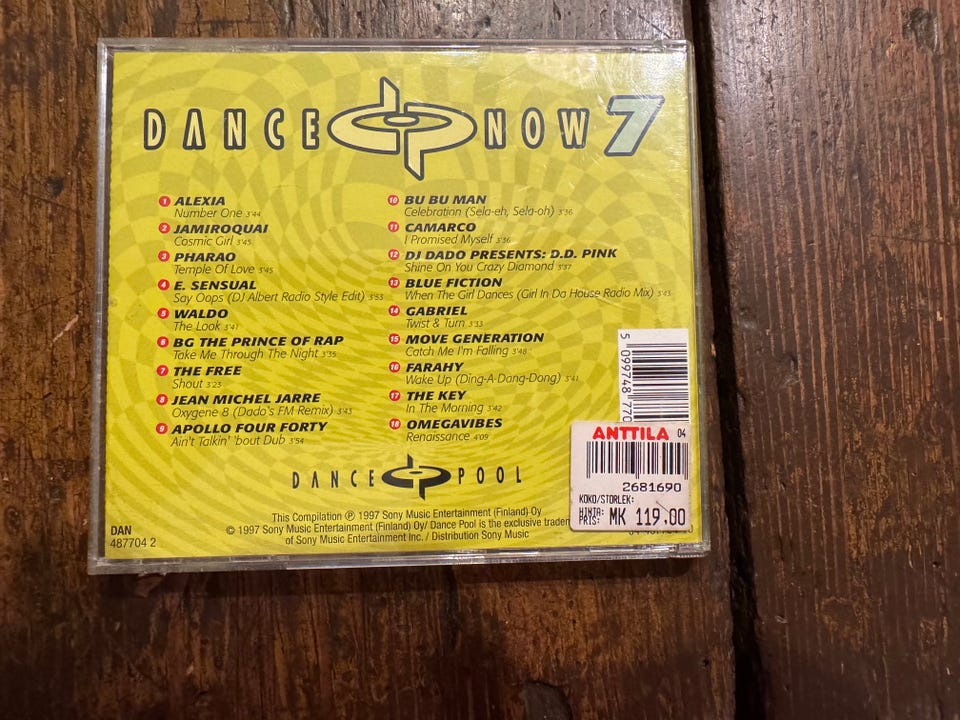 DANCE NOW 7
1 ALEXIA
Number One 3'44
2 JAMIROQUAI
Cosmic Girl 3'45
3 PHARAO
Temple Of Love 3'45
4 E. SENSUAL
Say Oops (DJ Albert Radio Style Edit) 3'53
5 WALDO
The Look 3'41
6 BG THE PRINCE OF RAP
Take Me Through The Night 3'35
7 THE FREE
Shout 3'23
8 JEAN MICHEL JARRE
Oxygene 8 (Dado's FM Remix) 3'43
9 APOLLO FOUR FORTY
Ain't Talkin' 'bout Dub 3'54
10 BU BU MAN
Celebration (Sela-eh, Sela-oh) 3'36
11 CAMARCO
I Promised Myself 3'36
12 DJ DADO PRESENTS: D.D. PINK
Shine On You Crazy Diamond 3'37
13 BLUE FICTION
When The Girl Dances (Girl In Da House Radio Mix) 3'43
14 GABRIEL
Twist & Turn 3'33
15 MOVE GENERATION
Catch Me I'm Falling 3'48
16 FARAHY
Wake Up (Ding-A-Dang-Dong) 3'41
17 THE KEY
In The Morning 3'42
18 OMEGAVIBES
Renaissance 4'09
5 099748 770
ANTTILA 04
2681690
KOKO/STORLEK:
HINTA:
PRIS: MK 119.00
DANCE POOL
This Compilation ℗ 1997 Sony Music Entertainment (Finland) Oy
© 1997 Sony Music Entertainment (Finland) Oy/ Dance Pool is the exclusive
of Sony Music Entertainment Inc. / Distribution Sony Music
DAN
487704 2